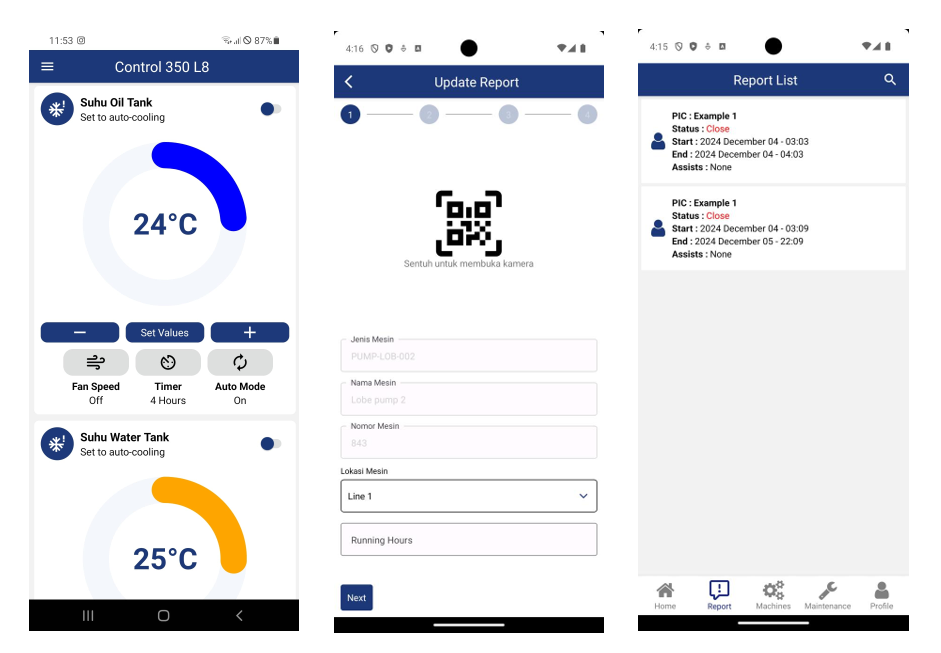 11:53
87%
Control 350 L8
Suhu Oil Tank
Set to auto-cooling
24°C
Set Values
Fan Speed
Off
Timer
4 Hours
Auto Mode
On
Suhu Water Tank
Set to auto-cooling
25°C
4:16
Update Report
1
2
3
4
Sentuh untuk membuka kamera
Jenis Mesin
PUMP-LOB-002
Nama Mesin
Lobe pump 2
Nomor Mesin
843
Lokasi Mesin
Line 1
Running Hours
Next
4:15
Report List
PIC : Example 1
Status : Close
Start : 2024 December 04 - 03:03
End : 2024 December 04 - 04:03
Assists : None
PIC : Example 1
Status : Close
Start : 2024 December 04 - 03:09
End : 2024 December 05 - 22:09
Assists : None
Home
Report
Machines
Maintenance
Profile